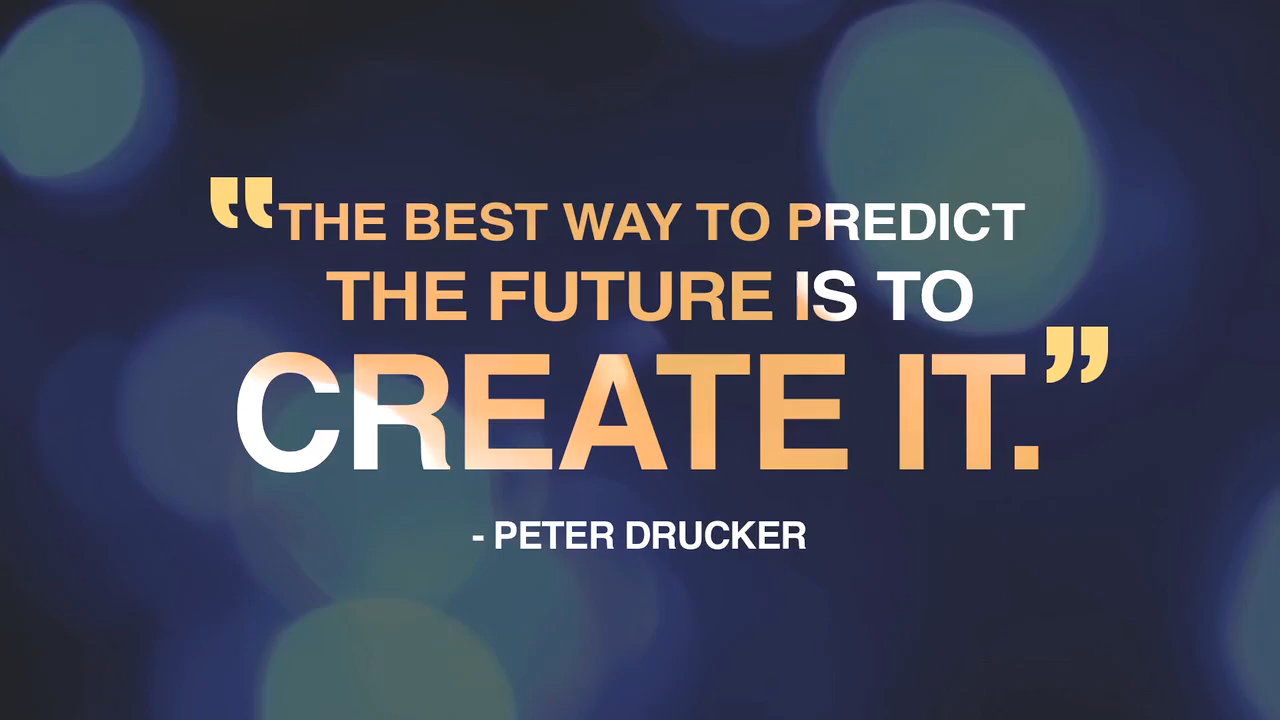 “THE BEST WAY TO PREDICT
THE FUTURE IS TO
CREATE IT.”
- PETER DRUCKER